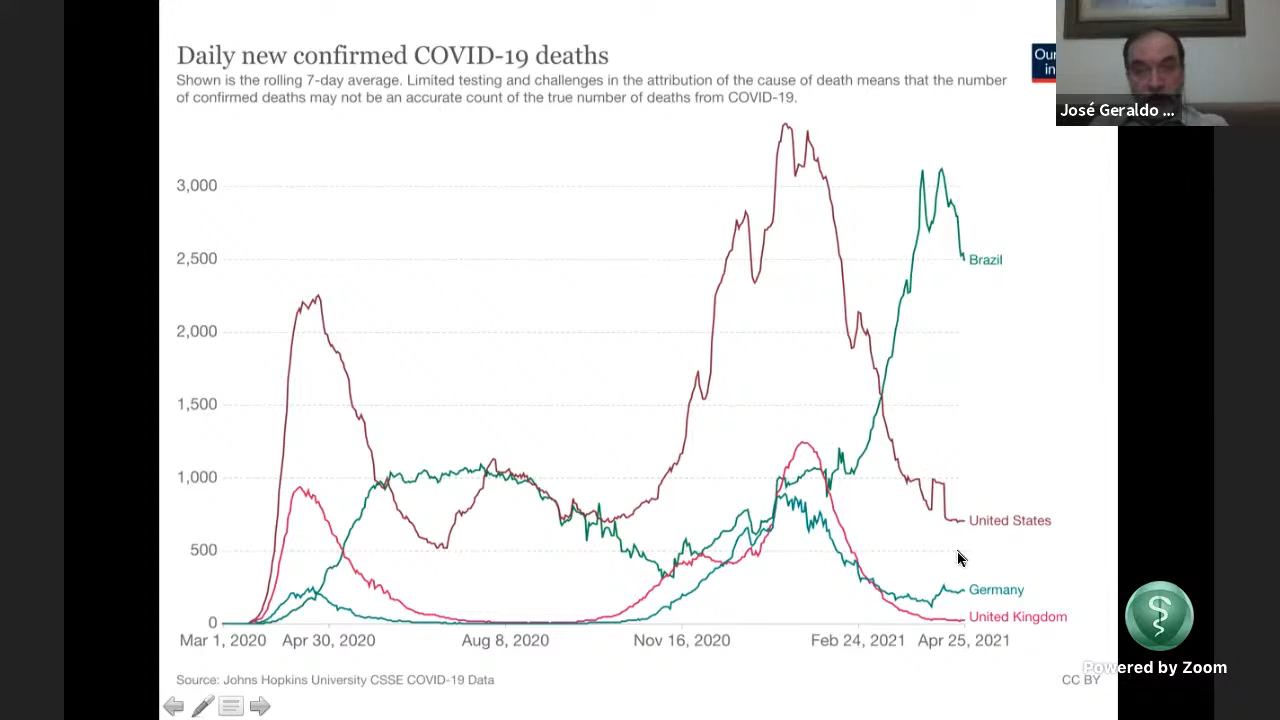 Daily new confirmed COVID-19 deaths
Shown is the rolling 7-day average. Limited testing and challenges in the attribution of the cause of death means that the number
of confirmed deaths may not be an accurate count of the true number of deaths from COVID-19.
Our
in
José Geraldo ...
3,000
2,500
Brazil
2,000
1,500
1,000
500
United States
Germany
United Kingdom
0
Mar 1, 2020
Apr 30, 2020
Aug 8, 2020
Nov 16, 2020
Feb 24, 2021
Apr 25, 2021
Source: Johns Hopkins University CSSE COVID-19 Data
CC BY
Powered by Zoom